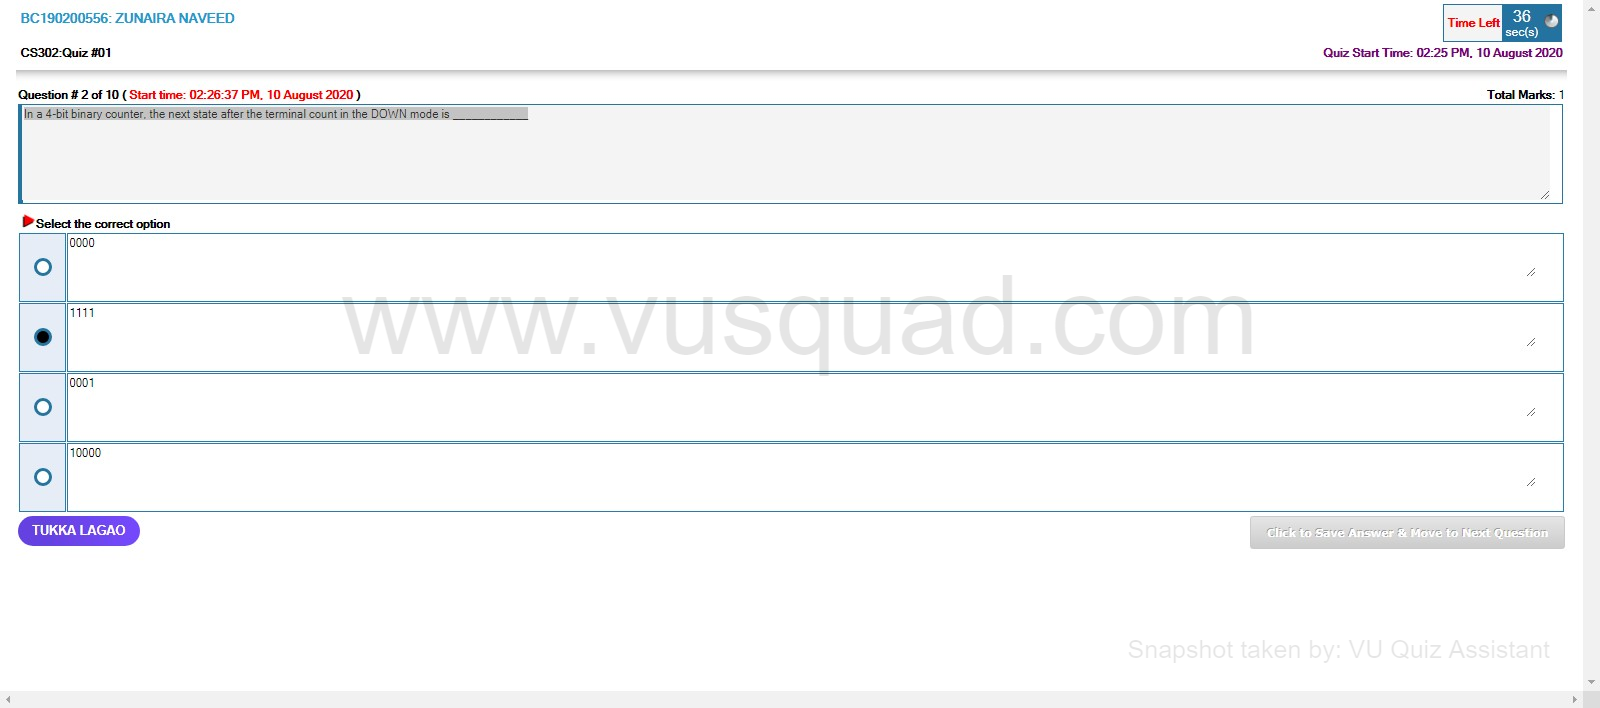 BC190200556: ZUNAIRA NAVEED
Time Left 36 sec(s)
CS302:Quiz #01
Quiz Start Time: 02:25 PM, 10 August 2020
Question # 2 of 10 ( Start time: 02:26:37 PM, 10 August 2020 )
Total Marks: 1
In a 4-bit binary counter, the next state after the terminal count in the DOWN mode is ____________
Select the correct option
0000
1111
0001
10000
www.vusquad.com
TUKKA LAGAO
Click to Save Answer & Move to Next Question
Snapshot taken by: VU Quiz Assistant